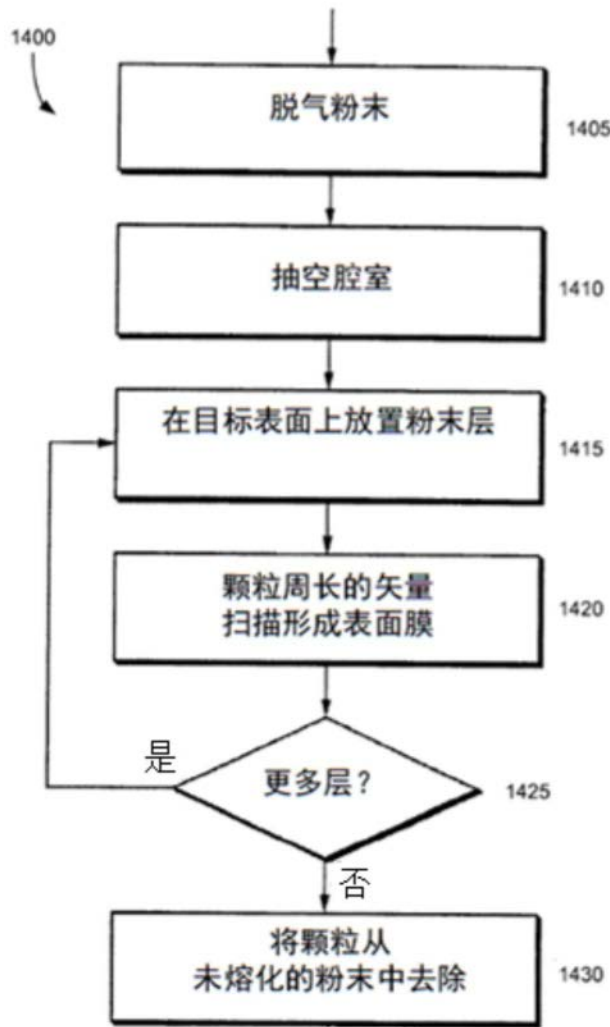 1400
脱气粉末
1405
抽空腔室
1410
在目标表面上放置粉末层
1415
颗粒周长的矢量
扫描形成表面膜
1420
是
更多层？
1425
否
将颗粒从
未熔化的粉末中去除
1430